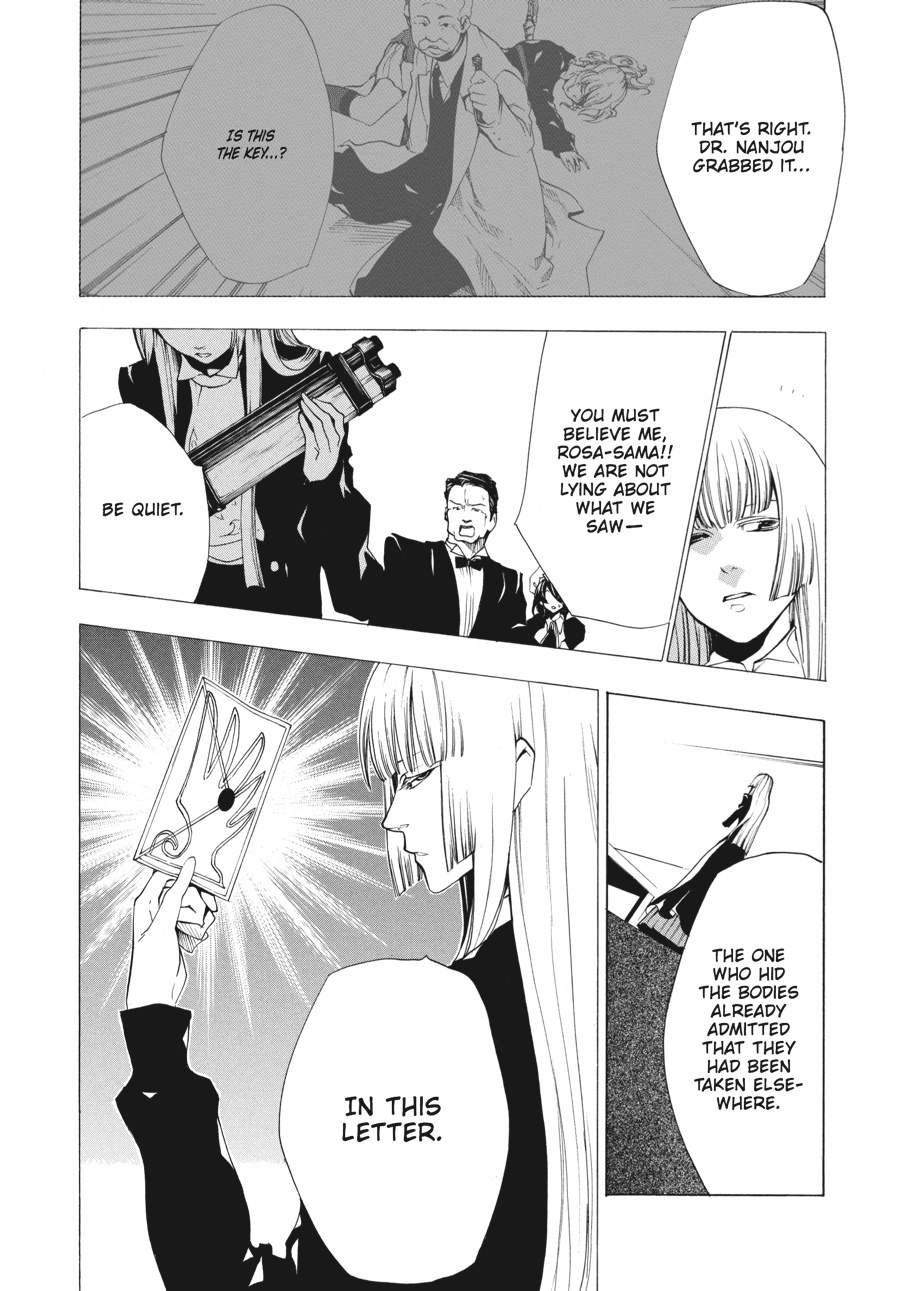 THAT'S RIGHT.
DR. NANJOU
GRABBED IT...
IS THIS
THE KEY...?
YOU MUST
BELIEVE ME,
ROSA-SAMA!!
WE ARE NOT
LYING ABOUT
WHAT WE
SAW—
BE QUIET.
THE ONE
WHO HID
THE BODIES
ALREADY
ADMITTED
THAT THEY
HAD BEEN
TAKEN ELSE-
WHERE.
IN THIS
LETTER.